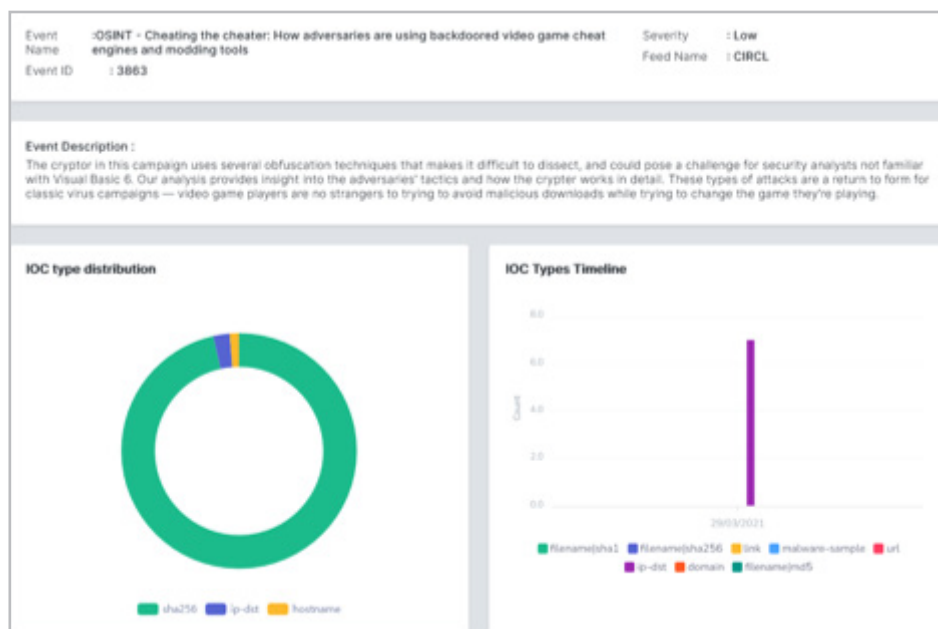 Event Name :OSINT - Cheating the cheater: How adversaries are using backdoored video game cheat engines and modding tools
Event ID : 3863
Severity : Low
Feed Name : CIRCL
Event Description :
The cryptor in this campaign uses several obfuscation techniques that makes it difficult to dissect, and could pose a challenge for security analysts not familiar
with Visual Basic 6. Our analysis provides insight into the adversaries' tactics and how the crypter works in detail. These types of attacks are a return to form for
classic virus campaigns — video game players are no strangers to trying to avoid malicious downloads while trying to change the game they're playing.
IOC type distribution
sha256 ip-dst hostname
IOC Types Timeline
8.0
6.0
4.0
2.0
0.0
Count
29/03/2021
filename|sha1 filename|sha256 link malware-sample url
ip-dst domain filename|md5